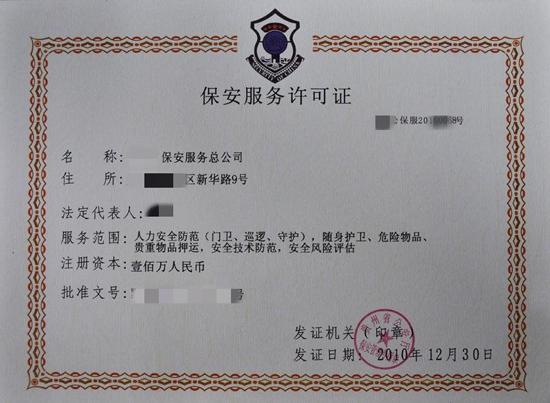 保安服务许可证
保服20
号
名　　称: 保安服务总公司
住　　所: 区新华路9号
法定代表人:
服务范围: 人力安全防范（门卫、巡逻、守护），随身护卫、危险物品、
贵重物品押运，安全技术防范，安全风险评估
注册资本: 壹佰万人民币
批准文号: 号
发证机关（印章）
发证日期: 2010年12月30日